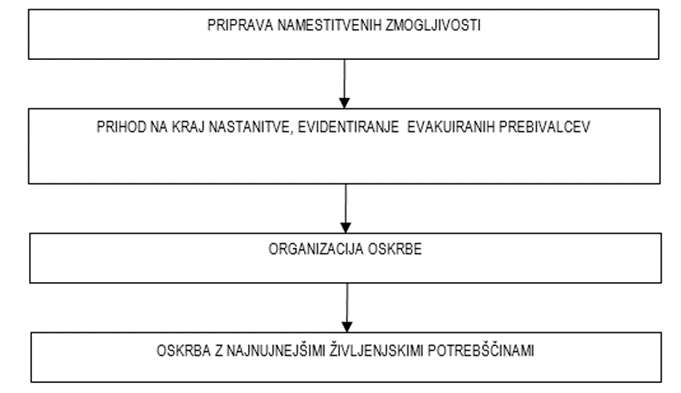 PRIPRAVA NAMESTITVENIH ZMOGLJIVOSTI
PRIHOD NA KRAJ NASTANITVE, EVIDENTIRANJE EVAKUIRANIH PREBIVALCEV
ORGANIZACIJA OSKRBE
OSKRBA Z NAJNUJNEJŠIMI ŽIVLJENJSKIMI POTREBŠČINAMI